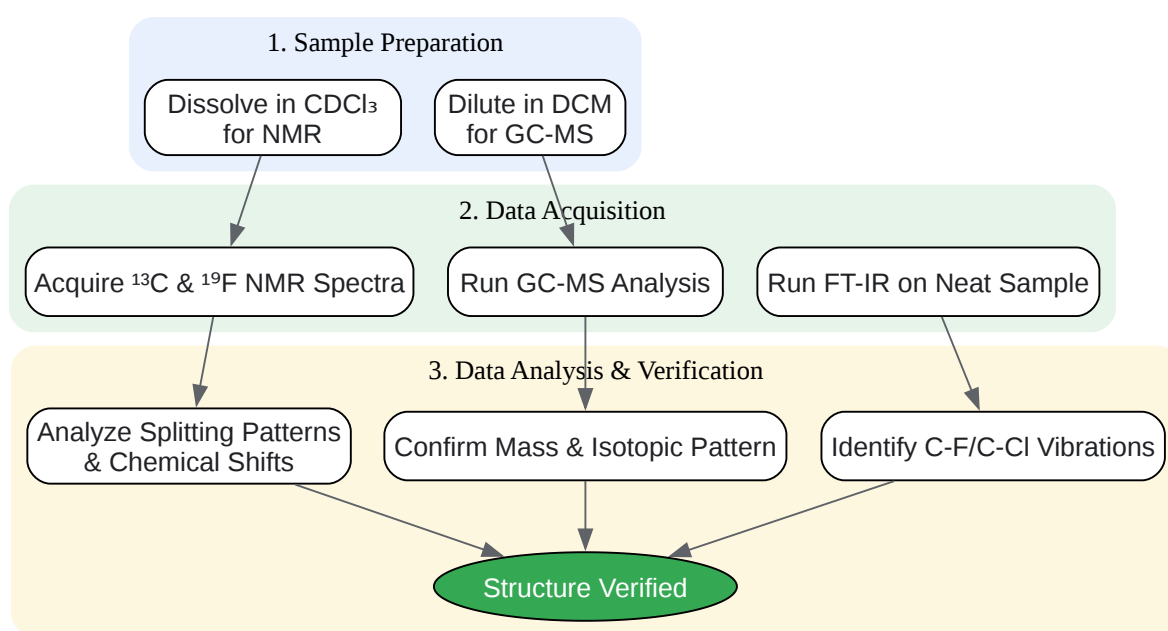 1. Sample Preparation
Dissolve in CDCl₃
for NMR
Dilute in DCM
for GC-MS
2. Data Acquisition
Acquire ¹³C & ¹⁹F NMR Spectra
Run GC-MS Analysis
Run FT-IR on Neat Sample
3. Data Analysis & Verification
Analyze Splitting Patterns
& Chemical Shifts
Confirm Mass & Isotopic Pattern
Identify C-F/C-Cl Vibrations
Structure Verified